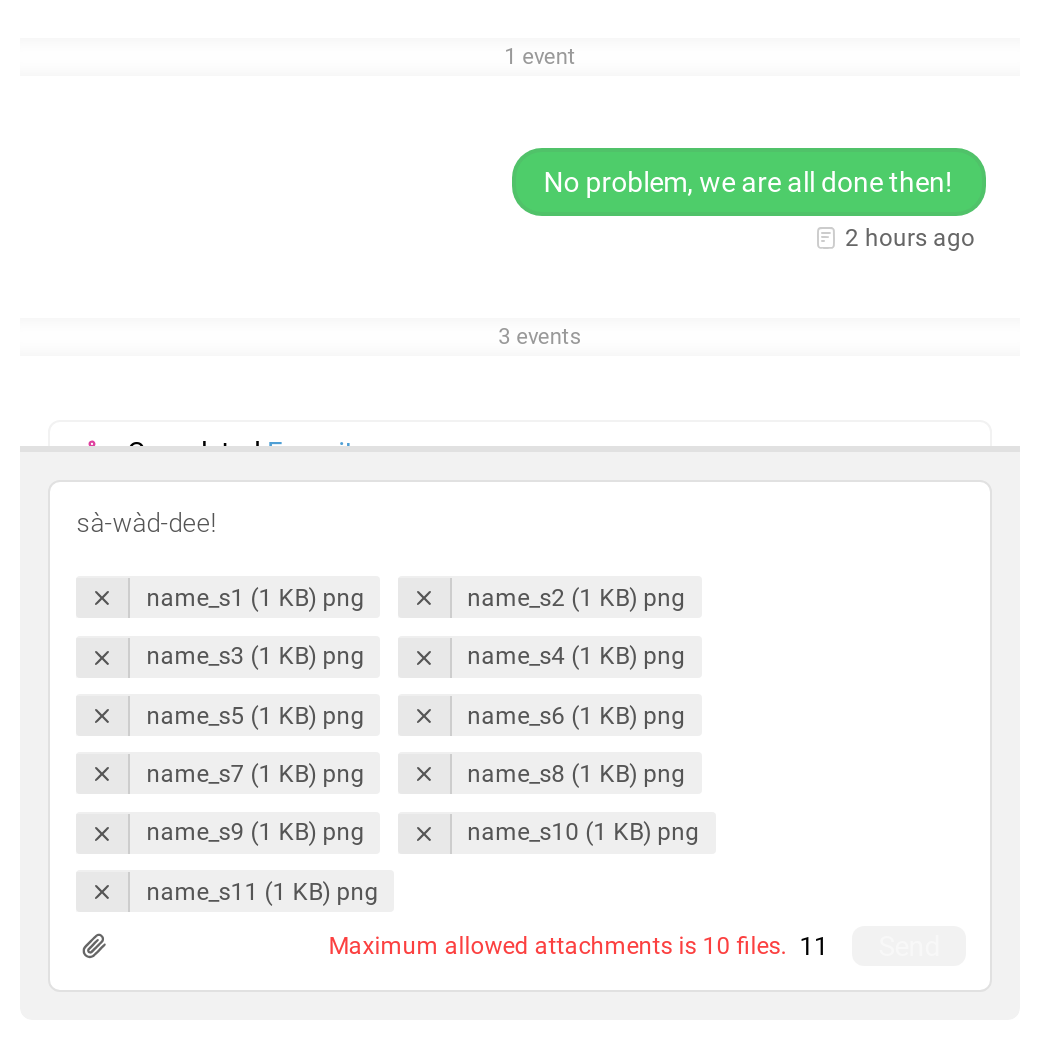 1 event
No problem, we are all done then!
2 hours ago
3 events
sà-wàd-dee!
name_s1 (1 KB) png name_s2 (1 KB) png
name_s3 (1 KB) png name_s4 (1 KB) png
name_s5 (1 KB) png name_s6 (1 KB) png
name_s7 (1 KB) png name_s8 (1 KB) png
name_s9 (1 KB) png name_s10 (1 KB) png
name_s11 (1 KB) png
Maximum allowed attachments is 10 files. 11 Send